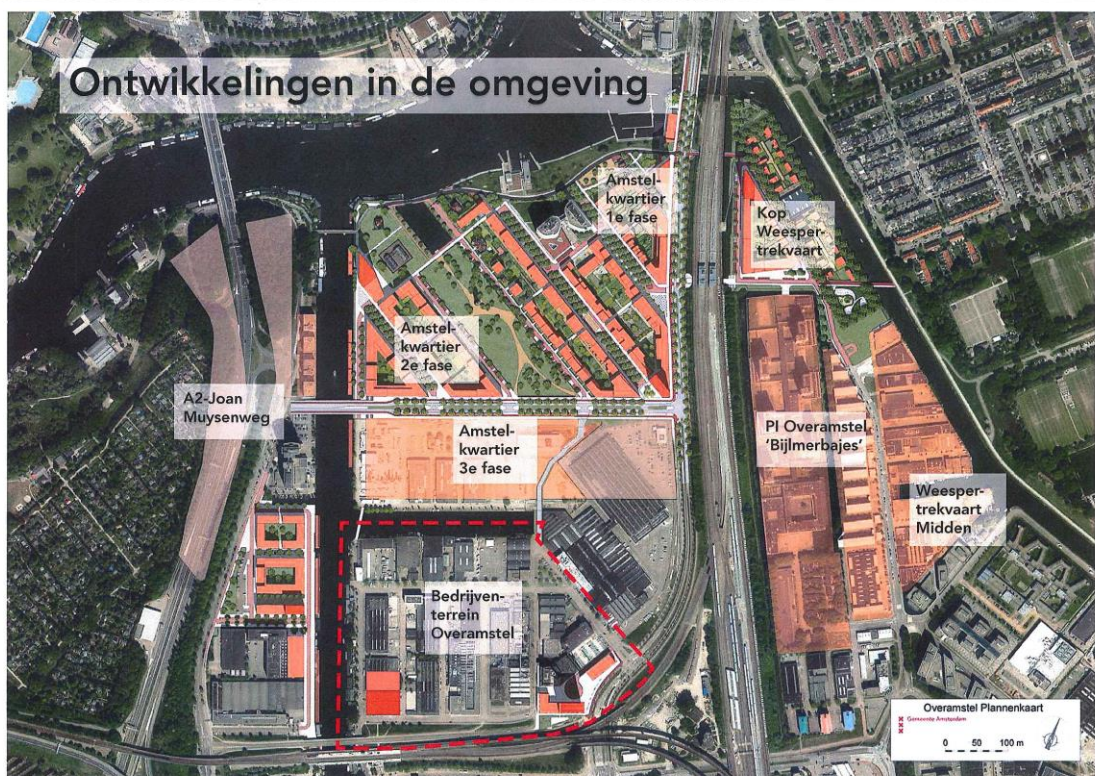 Ontwikkelingen in de omgeving
Amstel-
kwartier
1e fase
Kop
Weesper-
trekvaart
Amstel-
kwartier
2e fase
A2-Joan
Muysenweg
Amstel-
kwartier
3e fase
PI Overamstel
'Bijlmerbajes'
Weesper-
trekvaart
Midden
Bedrijven-
terrein
Overamstel
Overamstel Plannenkaart
Gemeente Amsterdam
0 50 100 m